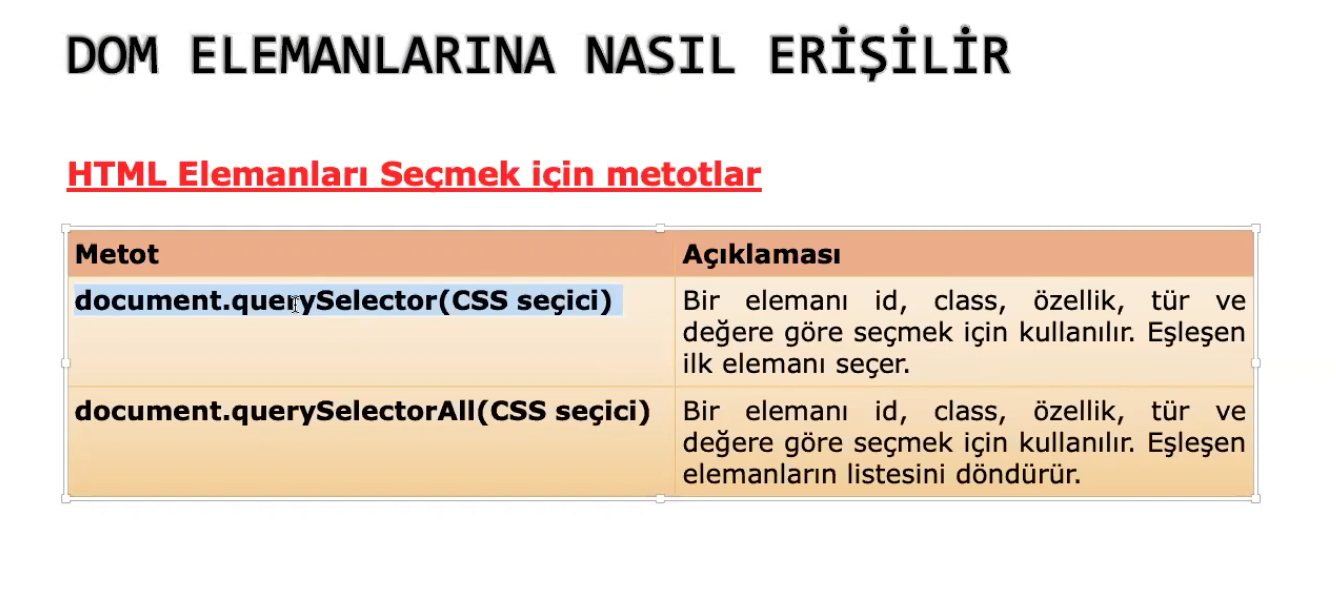 DOM ELEMANLARINA NASIL ERİŞİLİR
HTML Elemanları Seçmek için metotlar
Metot
Açıklaması
document.querySelector(CSS seçici)
Bir elemanı id, class, özellik, tür ve
değere göre seçmek için kullanılır. Eşleşen
ilk elemanı seçer.
document.querySelectorAll(CSS seçici)
Bir elemanı id, class, özellik, tür ve
değere göre seçmek için kullanılır. Eşleşen
elemanların listesini döndürür.